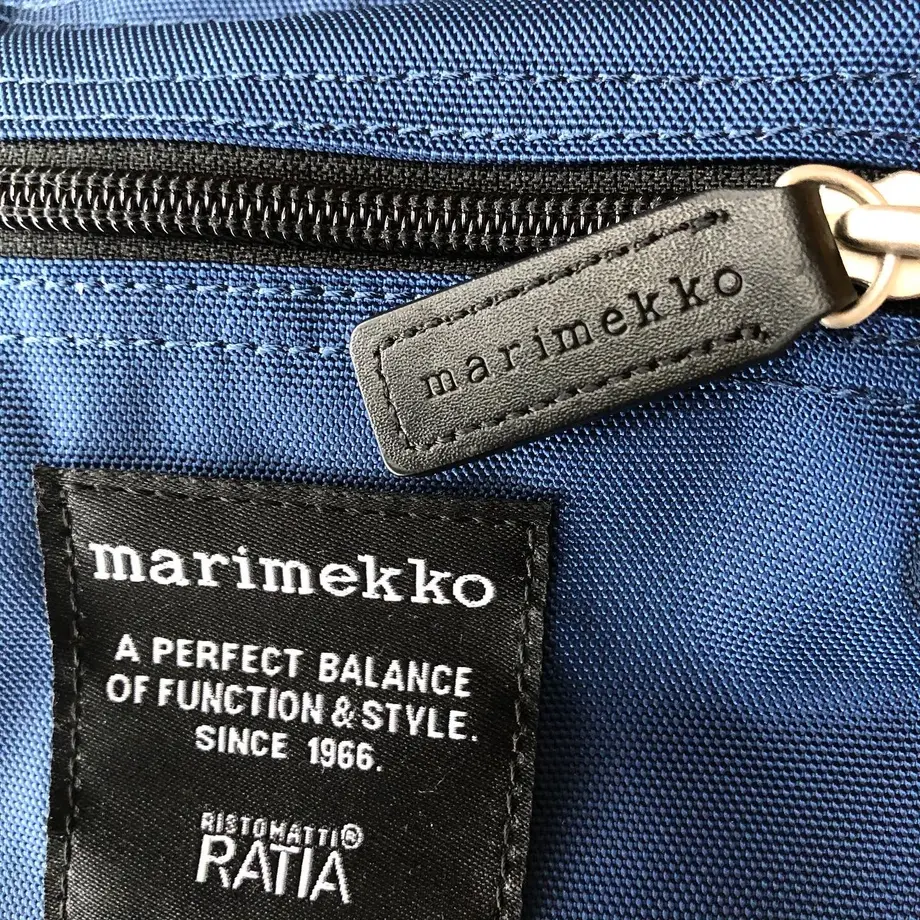 marimekko
marimekko
A PERFECT BALANCE
OF FUNCTION & STYLE.
SINCE 1966.
RISTOMATTI®
RATIA